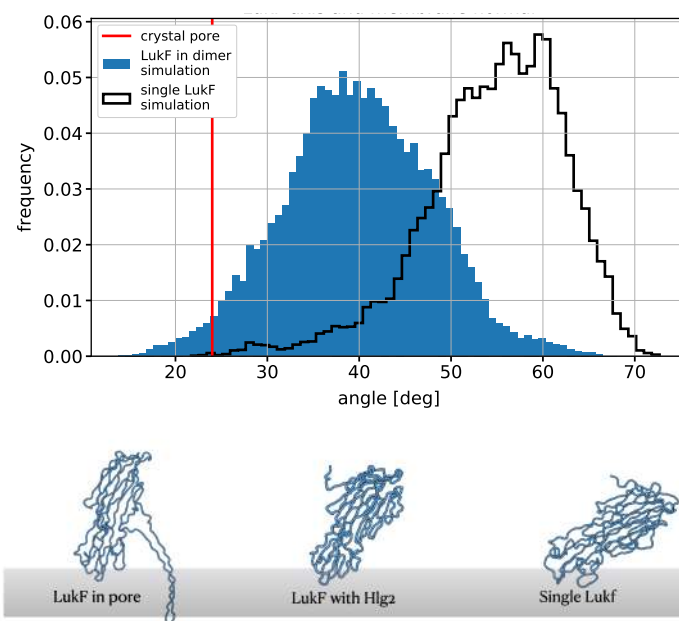 0.06
0.05
0.04
0.03
0.02
0.01
0.00
frequency
crystal pore
LukF in dimer
simulation
single LukF
simulation
20 30 40 50 60 70
angle [deg]
LukF in pore
LukF with Hlg2
Single Lukf